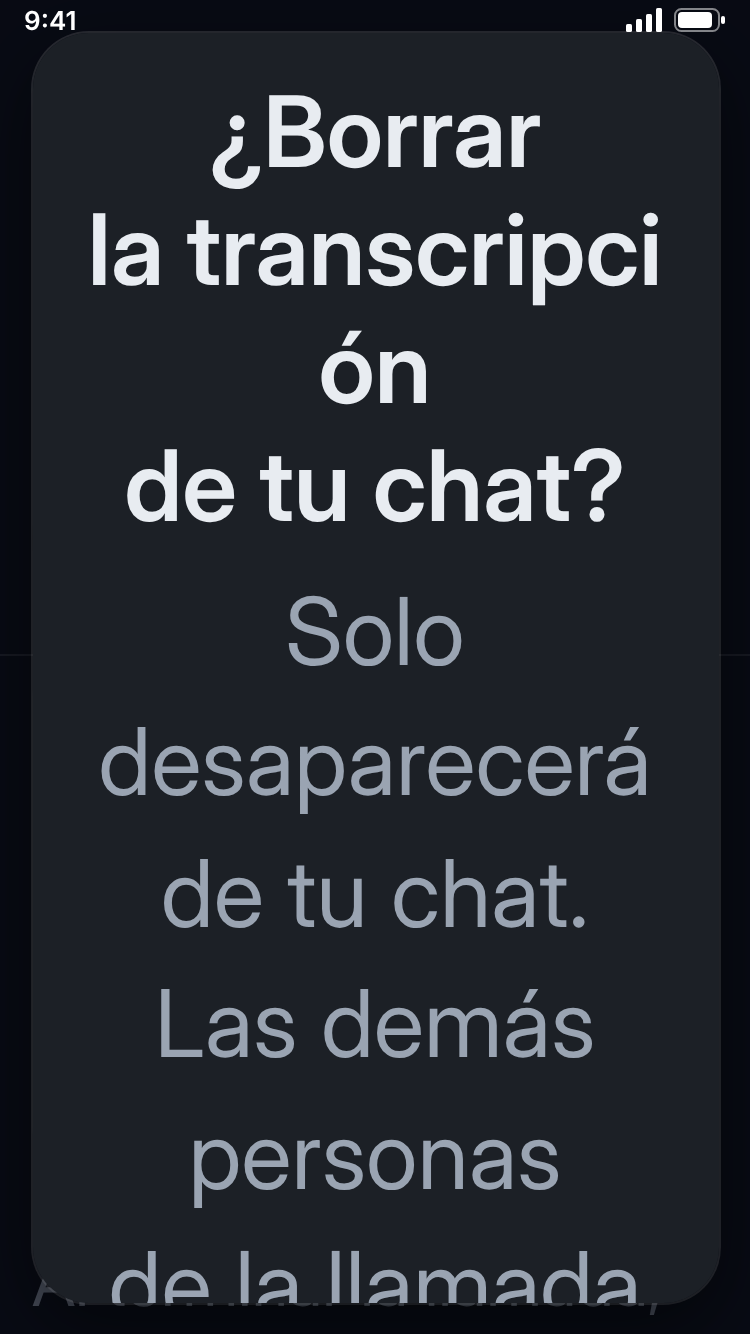 9:41
¿Borrar
la transcripci
ón
de tu chat?
Solo
desaparecerá
de tu chat.
Las demás
personas
de la llamada,